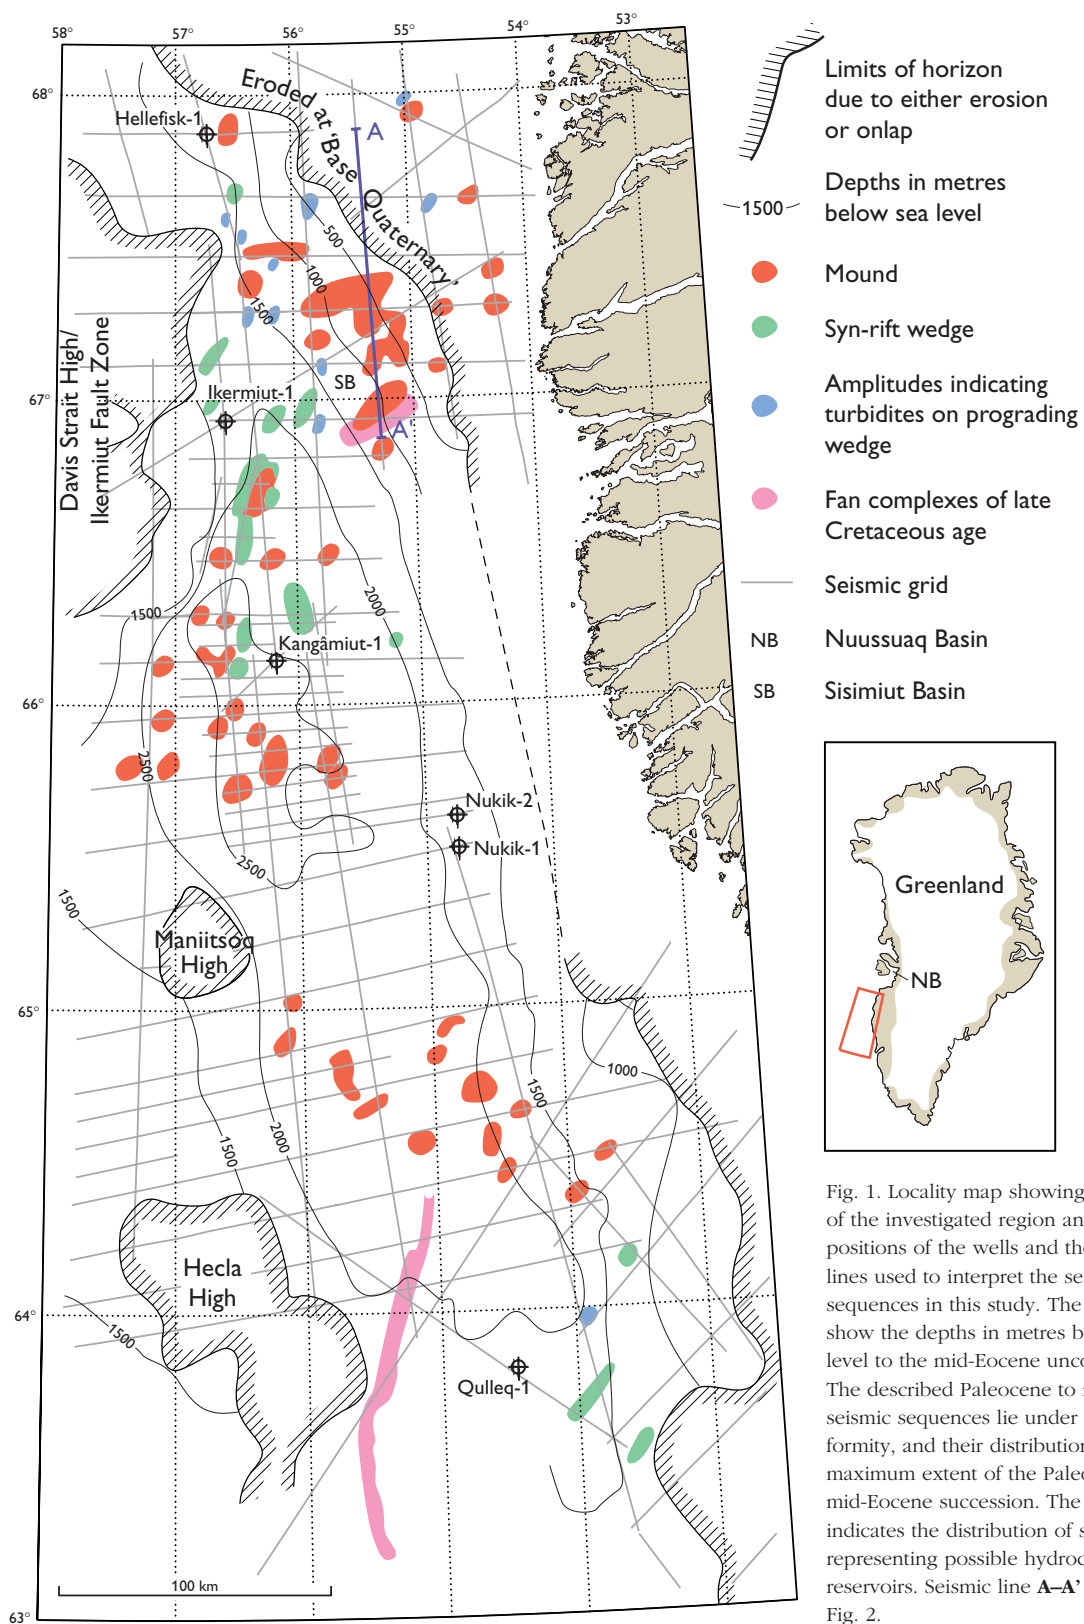 58°
57°
56°
55°
54°
53°
68°
67°
66°
65°
64°
63°
Hellefisk-1
Eroded at 'Base Quaternary'
A
500
1000
1500
SB
Ikermiut-1
A'
Davis Strait High/
Ikermiut Fault Zone
1500
2000
Kangâmiut-1
2500
2500
Nukik-2
Nukik-1
1500
Maniitsoq
High
1000
1500
2000
1500
Hecla
High
1500
Qulleq-1
100 km
Limits of horizon
due to either erosion
or onlap
1500
Depths in metres
below sea level
Mound
Syn-rift wedge
Amplitudes indicating
turbidites on prograding
wedge
Fan complexes of late
Cretaceous age
Seismic grid
NB
Nuussuaq Basin
SB
Sisimiut Basin
Greenland
NB
Fig. 1. Locality map showing
of the investigated region an
positions of the wells and the
lines used to interpret the se
sequences in this study. The
show the depths in metres b
level to the mid-Eocene unco
The described Paleocene to
seismic sequences lie under
formity, and their distribution
maximum extent of the Paleo
mid-Eocene succession. The
indicates the distribution of s
representing possible hydroc
reservoirs. Seismic line A–A'
Fig. 2.